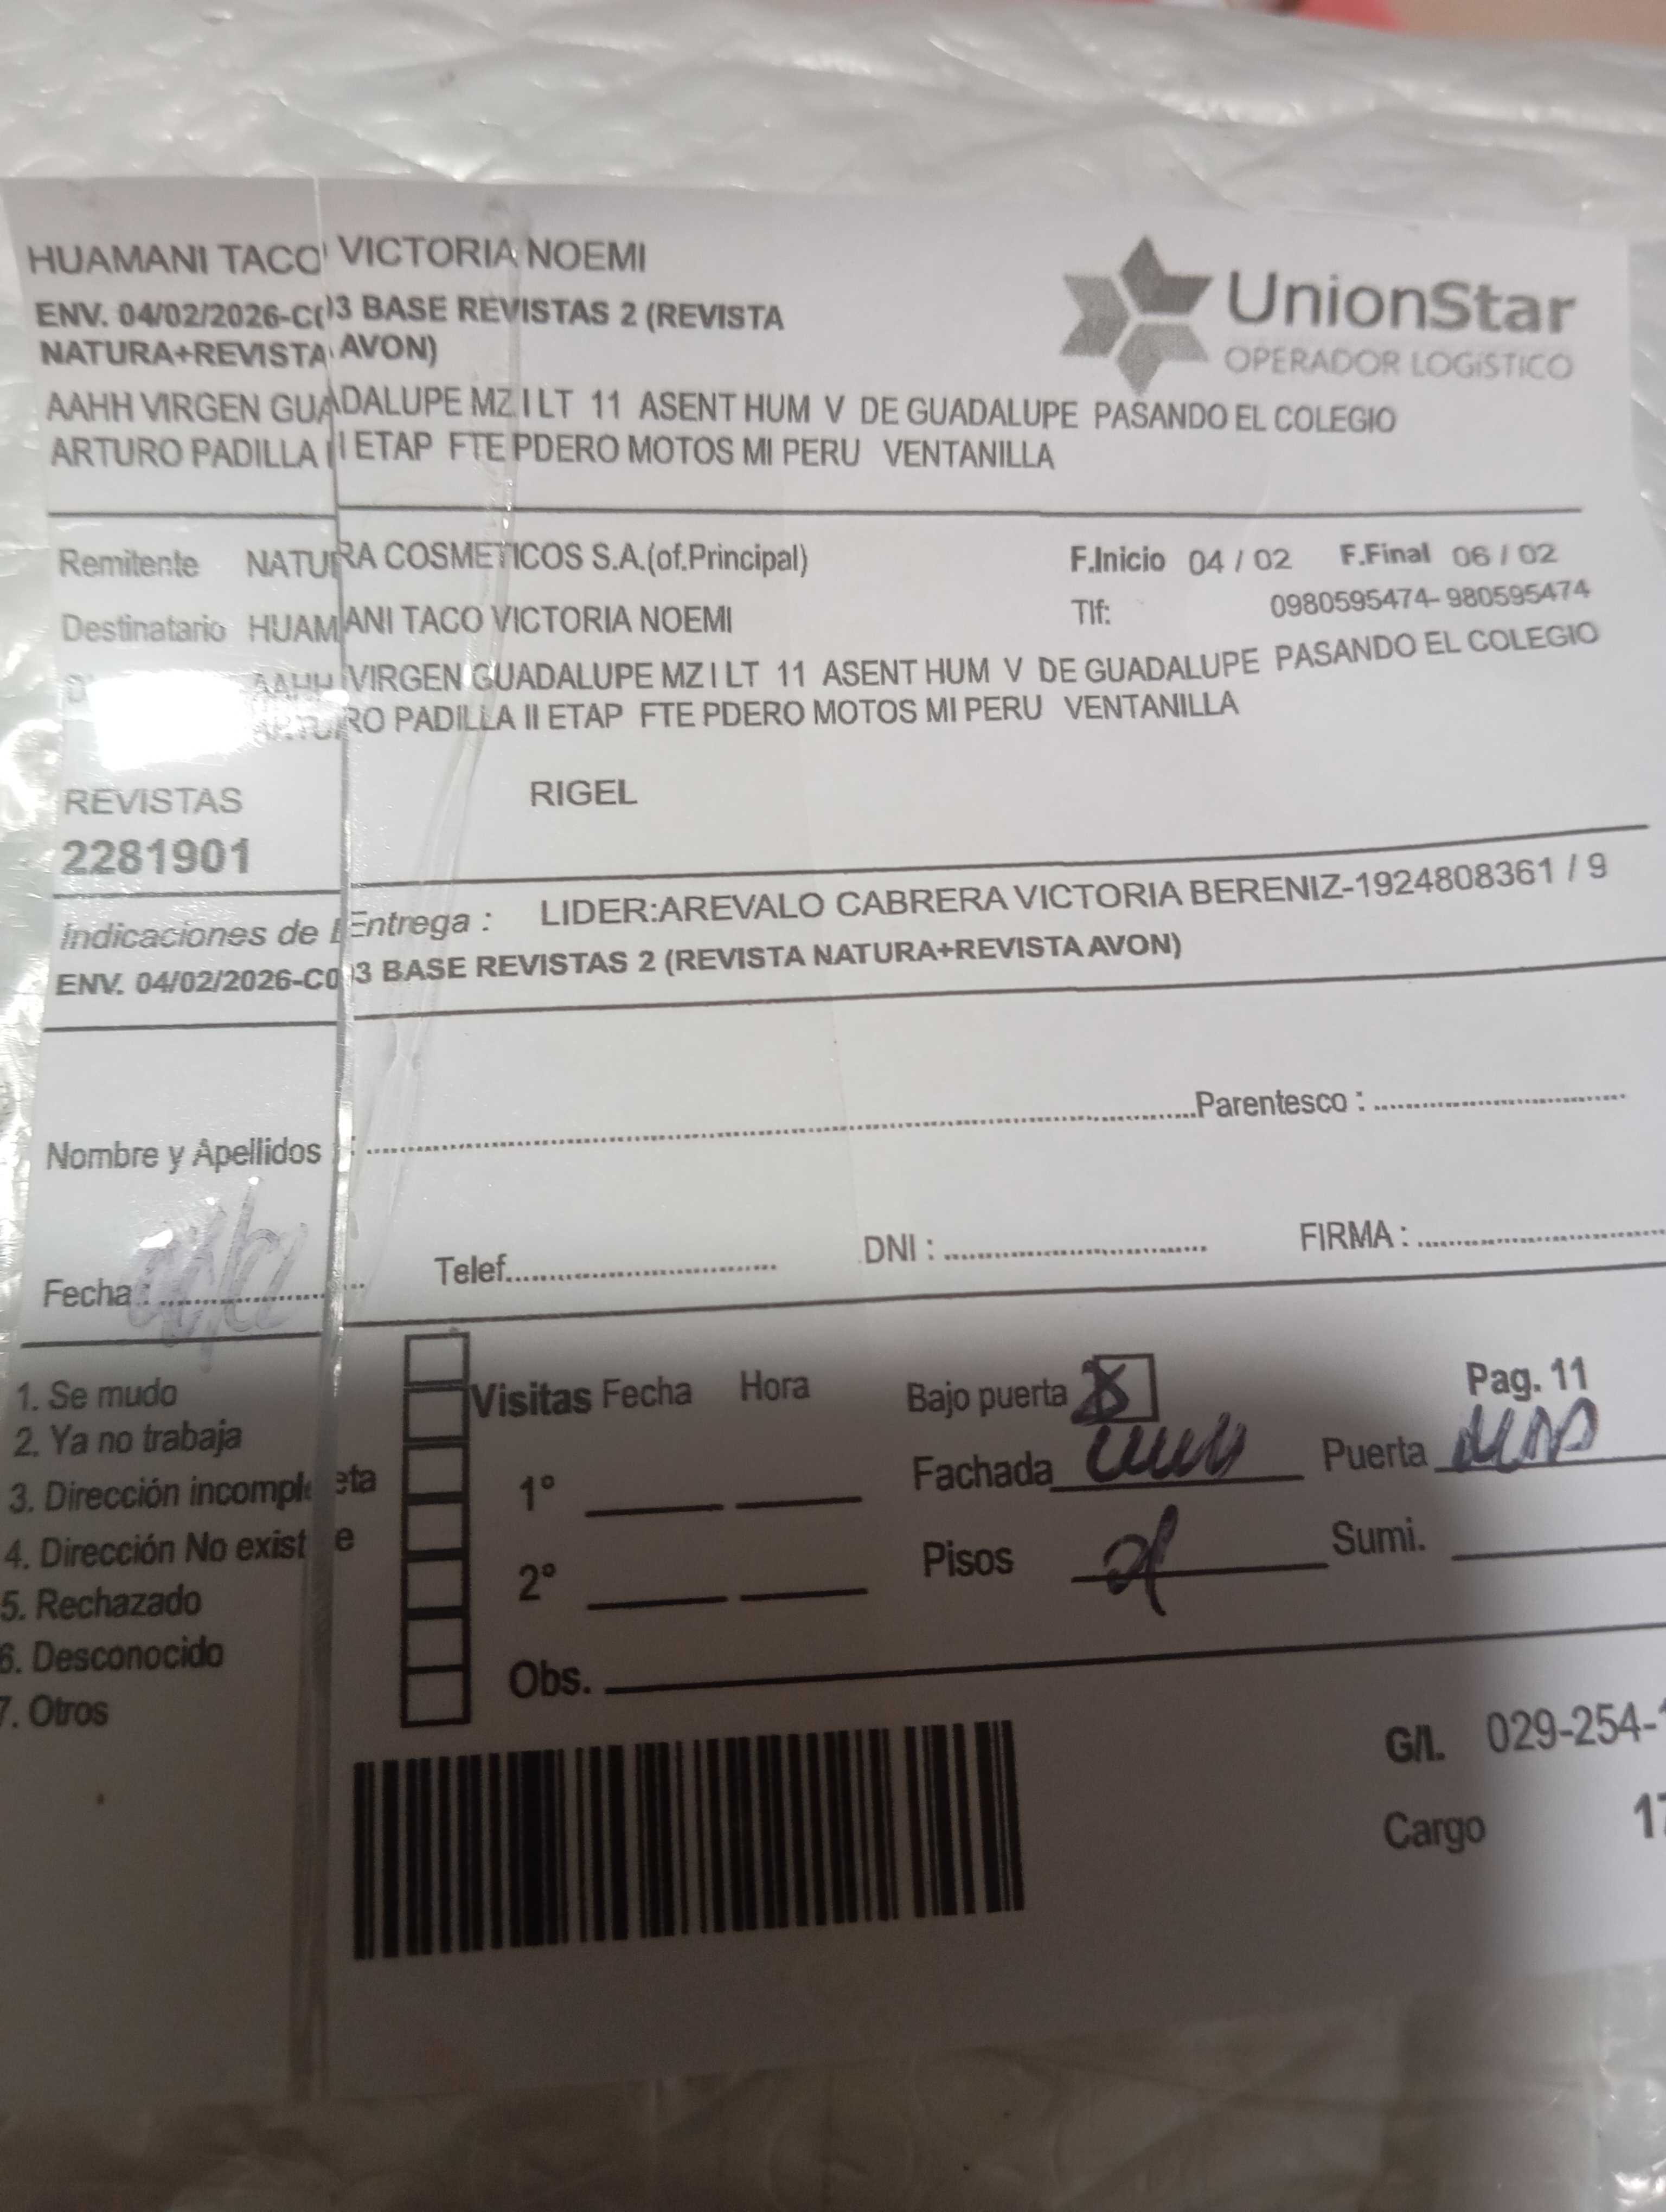 HUAMANI TACO VICTORIA NOEMI
ENV. 04/02/2026-C03 BASE REVISTAS 2 (REVISTA
NATURA+REVISTA AVON)
UnionStar
OPERADOR LOGíSTICO
AAHH VIRGEN GUADALUPE MZ I LT 11 ASENT HUM V DE GUADALUPE PASANDO EL COLEGIO
ARTURO PADILLA II ETAP FTE PDERO MOTOS MI PERU VENTANILLA
Remitente NATURA COSMETICOS S.A.(of.Principal) F.Inicio 04 / 02 F.Final 06 / 02
Destinatario HUAMANI TACO VICTORIA NOEMI Tlf: 0980595474- 980595474
AAHH VIRGEN GUADALUPE MZ I LT 11 ASENT HUM V DE GUADALUPE PASANDO EL COLEGIO
ARTURO PADILLA II ETAP FTE PDERO MOTOS MI PERU VENTANILLA
REVISTAS RIGEL
2281901
Indicaciones de Entrega : LIDER:AREVALO CABRERA VICTORIA BERENIZ-1924808361 / 9
ENV. 04/02/2026-C03 BASE REVISTAS 2 (REVISTA NATURA+REVISTA AVON)
Nombre y Apellidos : Parentesco :
Fecha : Telef. DNI : FIRMA :
1. Se mudo
2. Ya no trabaja
3. Dirección incompleta
4. Dirección No existe
5. Rechazado
6. Desconocido
7. Otros
Visitas Fecha Hora
1°
2°
Obs.
Bajo puerta X Pag. 11
Fachada Puerta
Pisos 2 Sumi.
G/I. 029-254-
Cargo 17